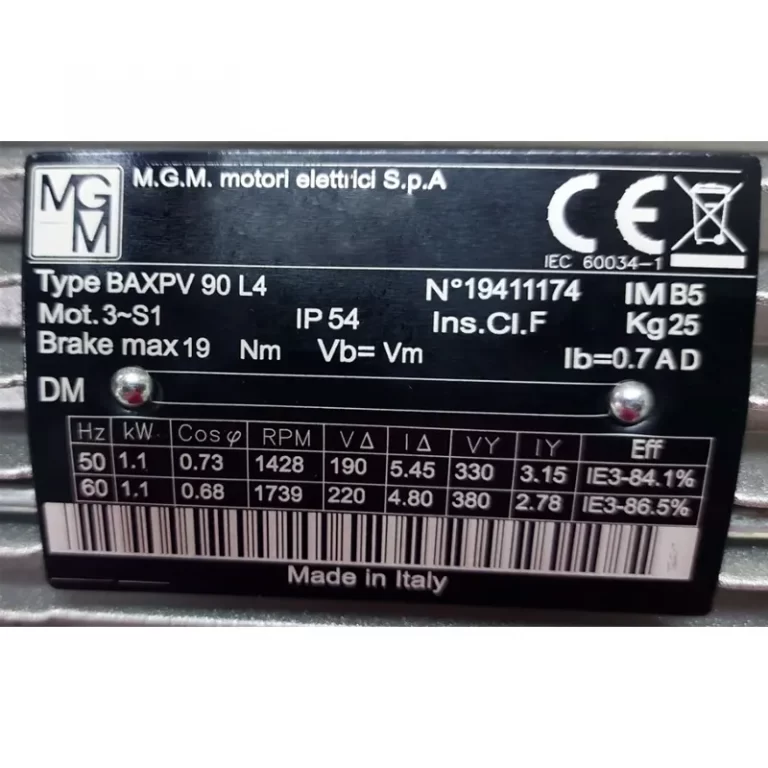 MGM
M.G.M. motori elettrici S.p.A
CE
IEC 60034-1
Type BAXPV 90 L4 N°19411174 IM B5
Mot. 3~S1 IP 54 Ins.Cl.F Kg 25
Brake max 19 Nm Vb= Vm Ib=0.7 A D
DM
Hz kW Cos φ RPM V Δ I Δ VY IY Eff
50 1.1 0.73 1428 190 5.45 330 3.15 IE3-84.1%
60 1.1 0.68 1739 220 4.80 380 2.78 IE3-86.5%
Made in Italy